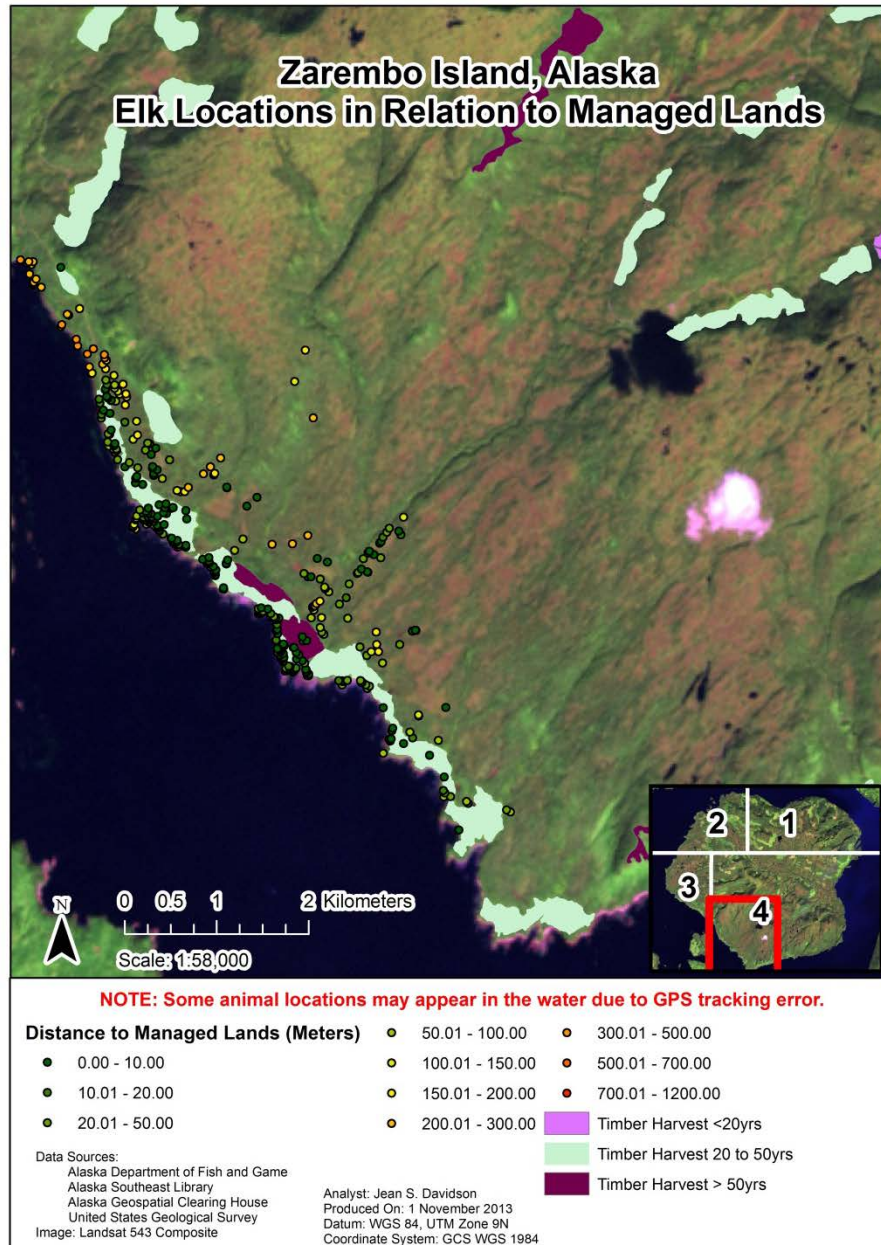 Zarembo Island, Alaska
Elk Locations in Relation to Managed Lands
2
1
3
4
N
0 0.5 1 2 Kilometers
Scale: 1:58,000
NOTE: Some animal locations may appear in the water due to GPS tracking error.
Distance to Managed Lands (Meters)
0.00 - 10.00
10.01 - 20.00
20.01 - 50.00
50.01 - 100.00
100.01 - 150.00
150.01 - 200.00
200.01 - 300.00
300.01 - 500.00
500.01 - 700.00
700.01 - 1200.00
Timber Harvest <20yrs
Timber Harvest 20 to 50yrs
Timber Harvest > 50yrs
Data Sources:
Alaska Department of Fish and Game
Alaska Southeast Library
Alaska Geospatial Clearing House
United States Geological Survey
Image: Landsat 543 Composite
Analyst: Jean S. Davidson
Produced On: 1 November 2013
Datum: WGS 84, UTM Zone 9N
Coordinate System: GCS WGS 1984